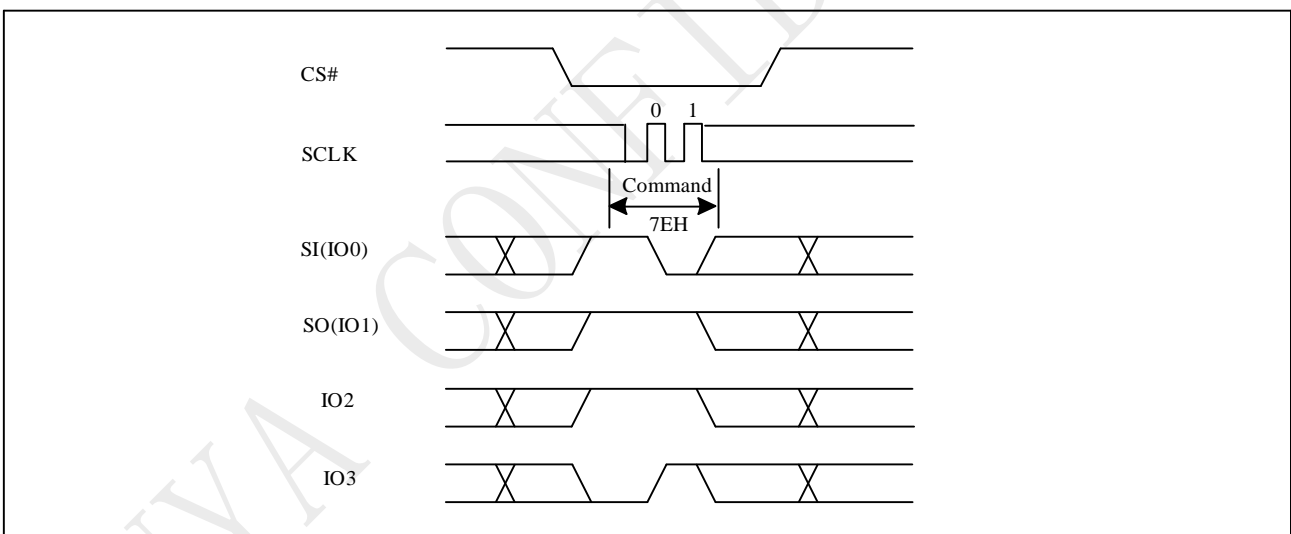 CS#
0 1
SCLK
Command
7EH
SI(IO0)
SO(IO1)
IO2
IO3